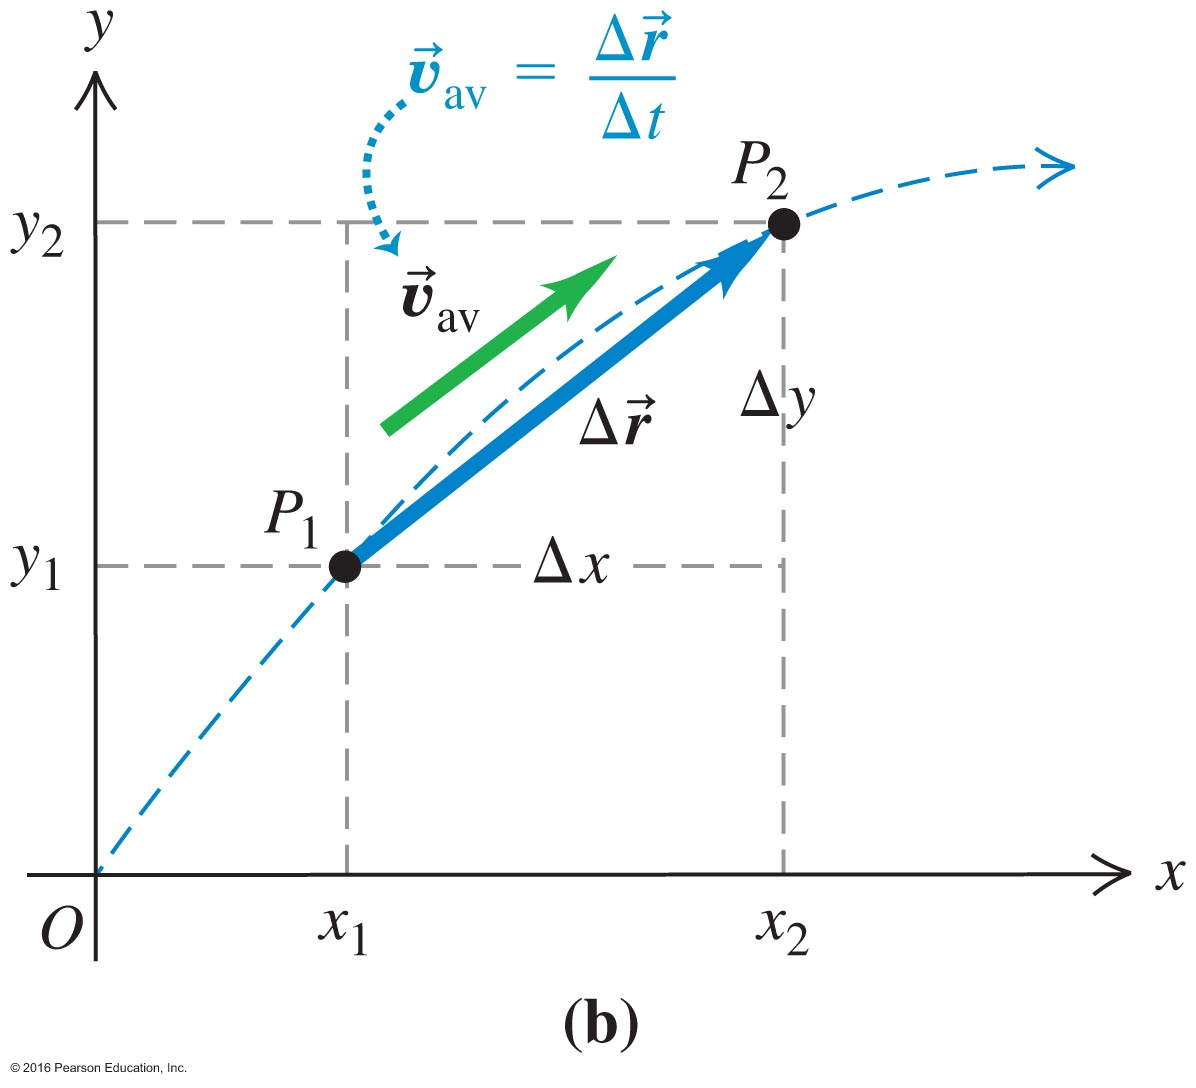 y
v⃗av = Δr⃗/Δt
P2
y2
v⃗av
Δy
Δr⃗
P1
y1
Δx
x
O
x1
x2
(b)
© 2016 Pearson Education, Inc.